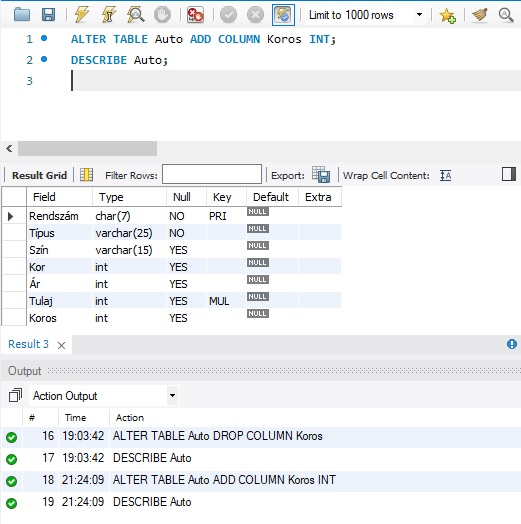 Limit to 1000 rows
1 ALTER TABLE Auto ADD COLUMN Koros INT;
2 DESCRIBE Auto;
3
Result Grid Filter Rows: Export: Wrap Cell Content:
Field Type Null Key Default Extra
Rendszám char(7) NO PRI NULL
Típus varchar(25) NO NULL
Szín varchar(15) YES NULL
Kor int YES NULL
Ár int YES NULL
Tulaj int YES MUL NULL
Koros int YES NULL
Result 3
Output
Action Output
# Time Action
16 19:03:42 ALTER TABLE Auto DROP COLUMN Koros
17 19:03:42 DESCRIBE Auto
18 21:24:09 ALTER TABLE Auto ADD COLUMN Koros INT
19 21:24:09 DESCRIBE Auto